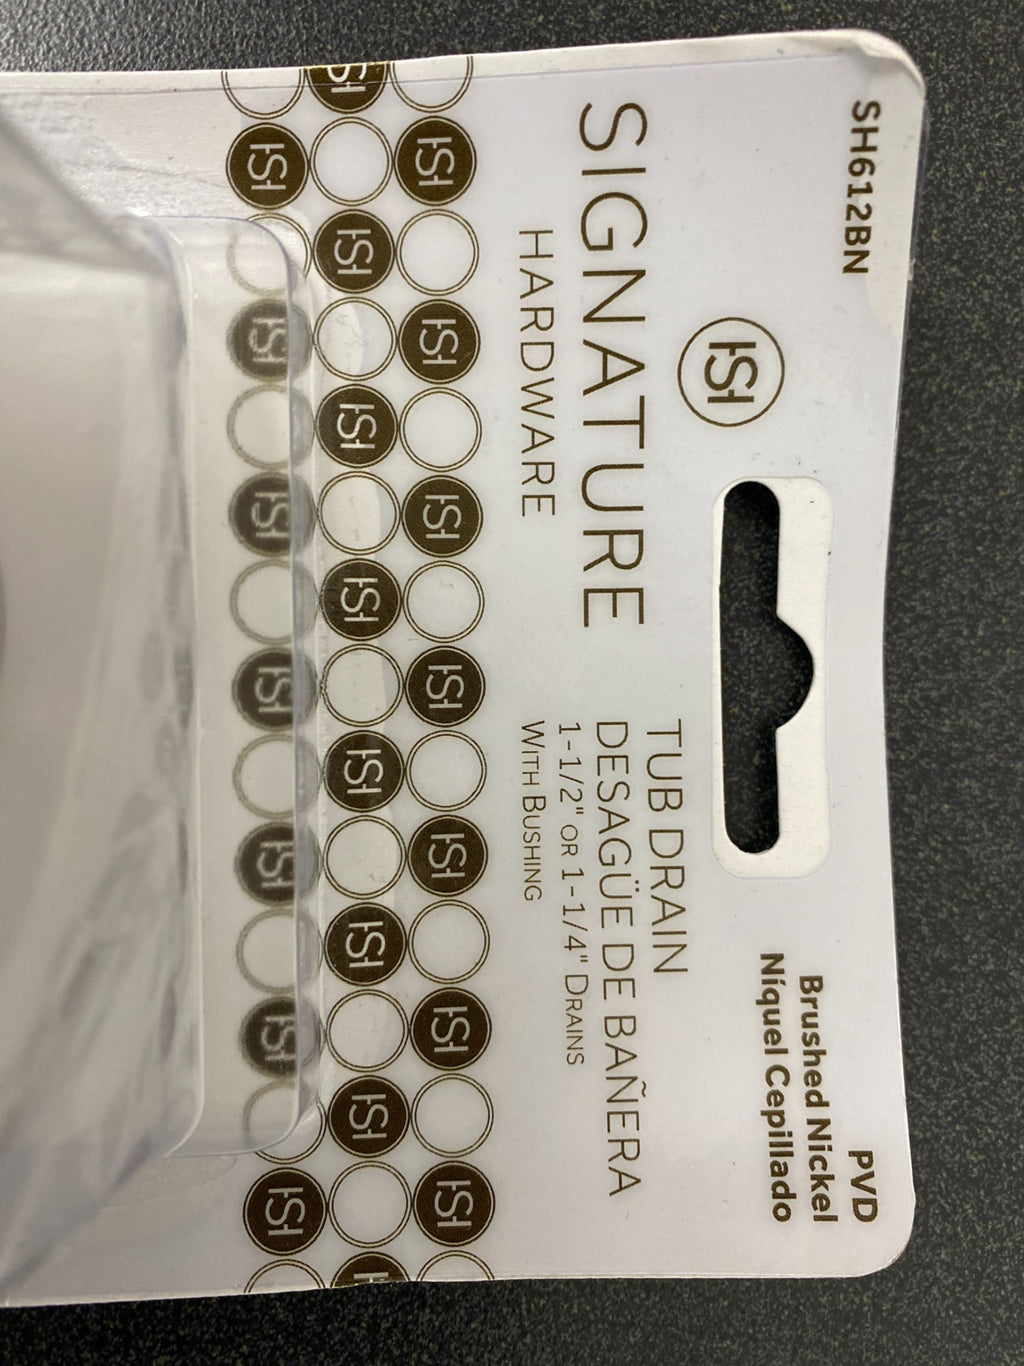 SH612BN
PVD
Brushed Nickel
Níquel Cepillado
SIGNATURE
HARDWARE
TUB DRAIN
DESAGÜE DE BAÑERA
1-1/2" OR 1-1/4" DRAINS
WITH BUSHING